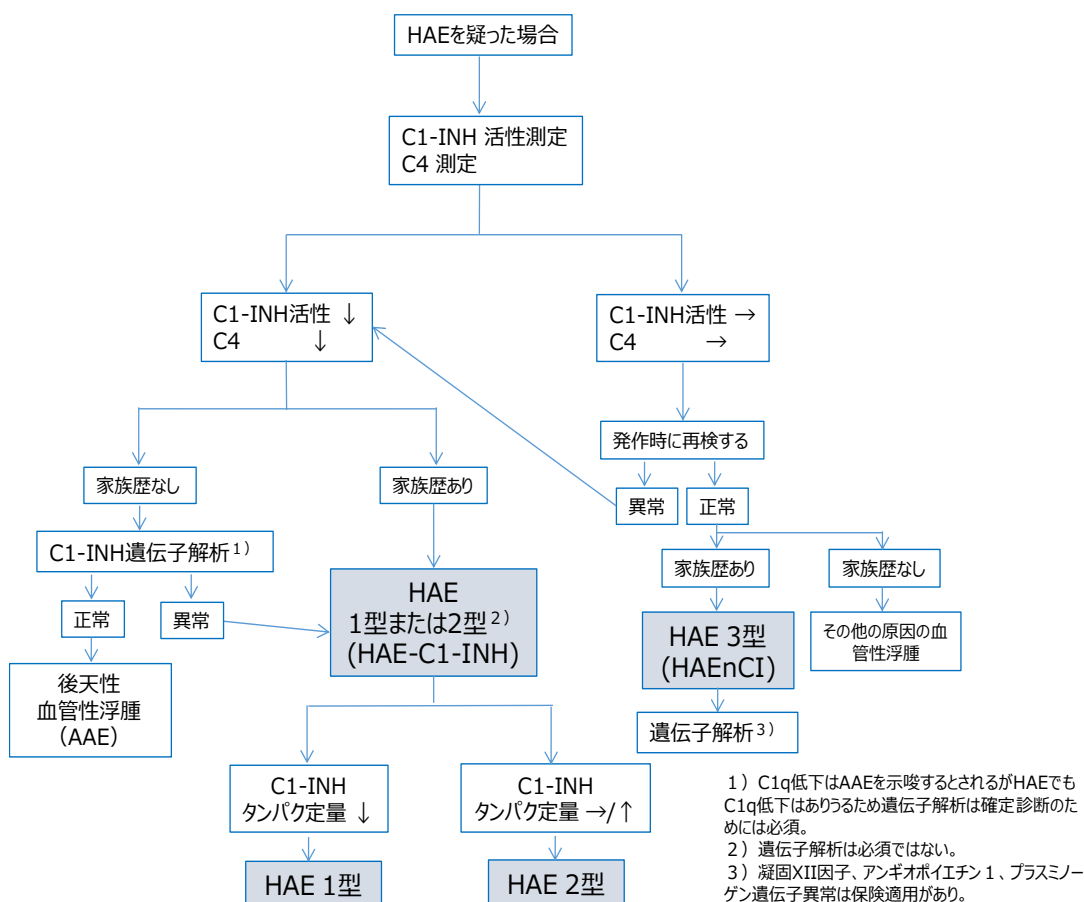 HAEを疑った場合
C1-INH 活性測定
C4 測定
C1-INH活性 ↓
C4 ↓
C1-INH活性 →
C4 →
発作時に再検する
異常
正常
家族歴なし
家族歴あり
C1-INH遺伝子解析1）
正常
異常
HAE
1型または2型2）
(HAE-C1-INH)
家族歴あり
家族歴なし
HAE 3型
(HAEnCI)
その他の原因の血
管性浮腫
遺伝子解析3）
後天性
血管性浮腫
（AAE）
C1-INH
タンパク定量 ↓
C1-INH
タンパク定量 →/↑
HAE 1型
HAE 2型
1）C1q低下はAAEを示唆するとされるがHAEでも
C1q低下はありうるため遺伝子解析は確定診断のた
めには必須。
2）遺伝子解析は必須ではない。
3）凝固XII因子、アンギオポイエチン１、プラスミノー
ゲン遺伝子異常は保険適用があり。